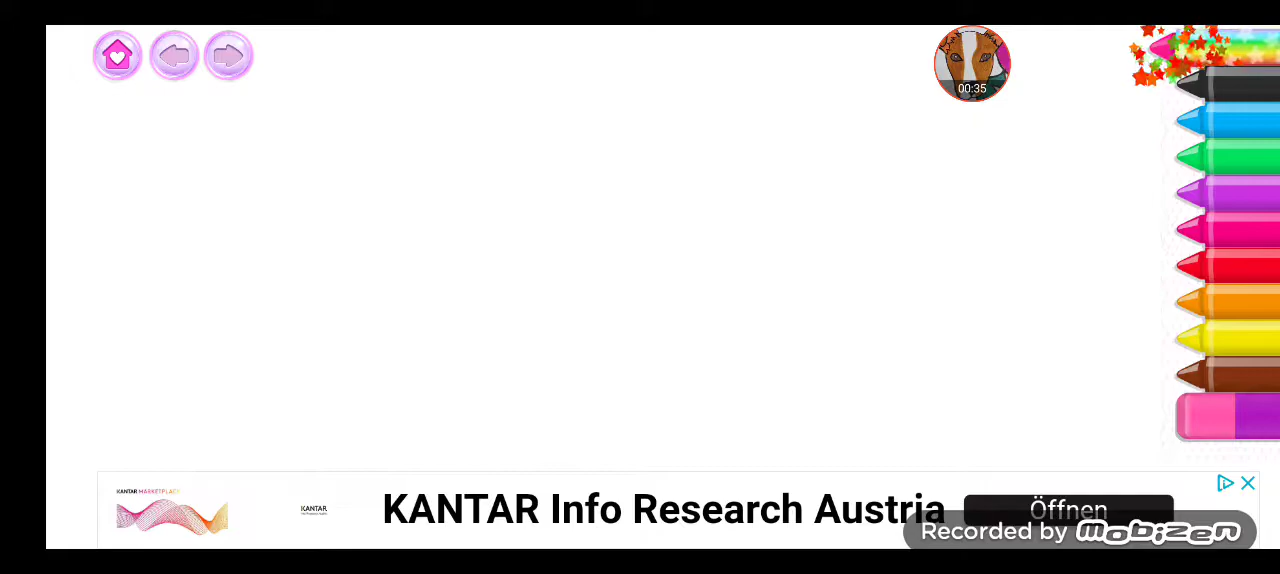 00:35
KANTAR MARKETPLACE
KANTAR
KANTAR Info Research Austria
Öffnen
Recorded by mobizen